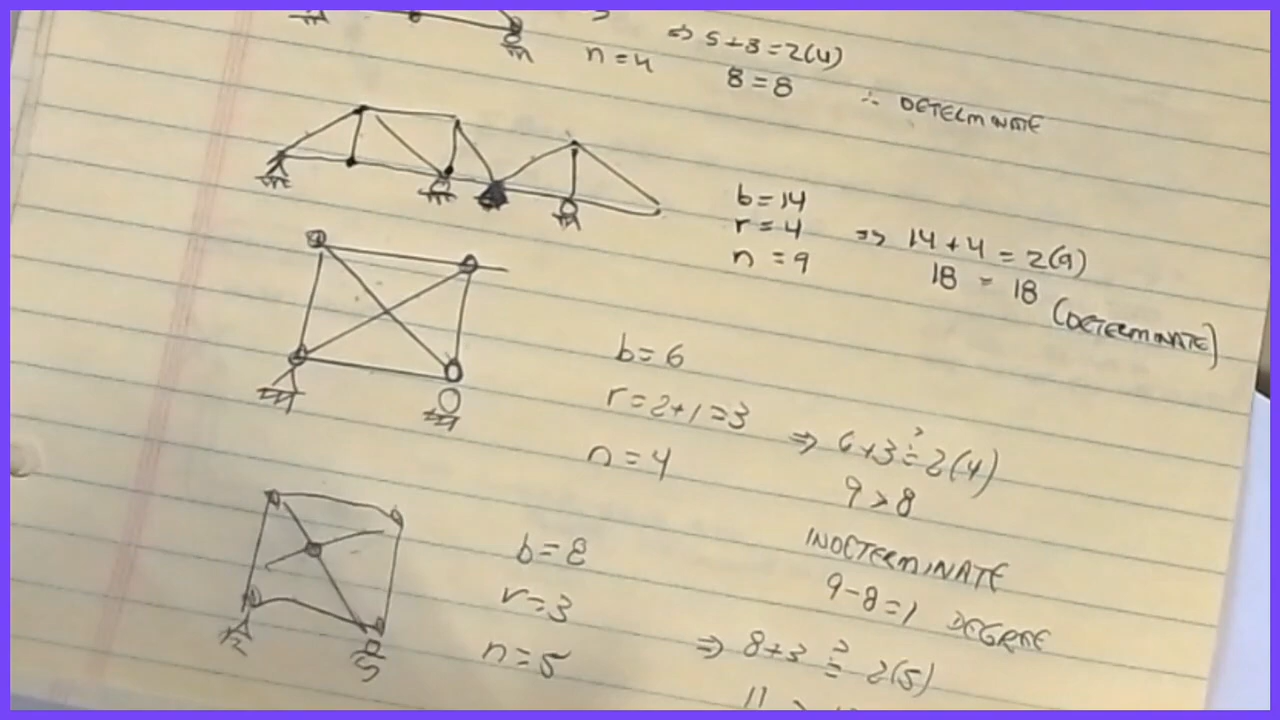 n = 4
⇒ 5+3 = 2(4)
8 = 8 ∴ DETERMINATE
b = 14
r = 4
n = 9
⇒ 14 + 4 = 2(9)
18 = 18
(DETERMINATE)
b = 6
r = 2+1 = 3
n = 4
⇒ 6+3 ≟ 2(4)
9 > 8
INDETERMINATE
9-8 = 1 DEGREE
b = 8
r = 3
n = 5
⇒ 8+3 ≟ 2(5)
11 >